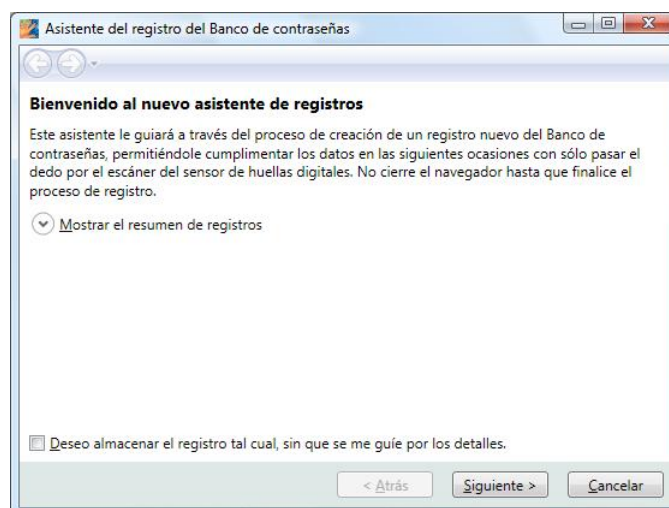 Asistente del registro del Banco de contraseñas
Bienvenido al nuevo asistente de registros
Este asistente le guiará a través del proceso de creación de un registro nuevo del Banco de
contraseñas, permitiéndole cumplimentar los datos en las siguientes ocasiones con sólo pasar el
dedo por el escáner del sensor de huellas digitales. No cierre el navegador hasta que finalice el
proceso de registro.
Mostrar el resumen de registros
Deseo almacenar el registro tal cual, sin que se me guíe por los detalles.
< Atrás Siguiente > Cancelar